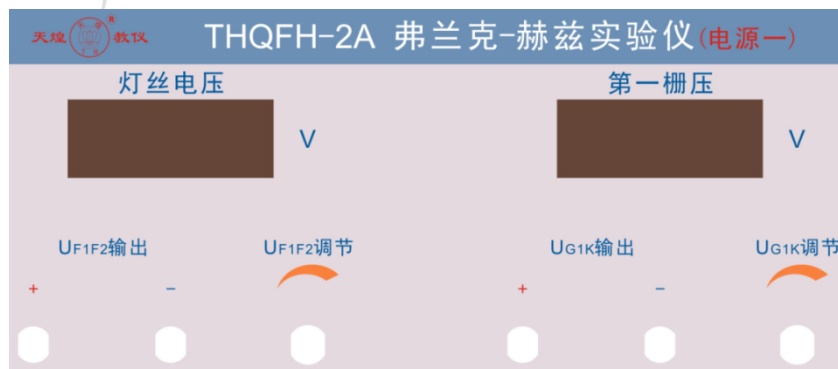 天煌 ® 教仪 THQFH-2A 弗兰克-赫兹实验仪(电源一)
灯丝电压 第一栅压
V V
UF1F2输出 UF1F2调节 UG1K输出 UG1K调节
+ - + -